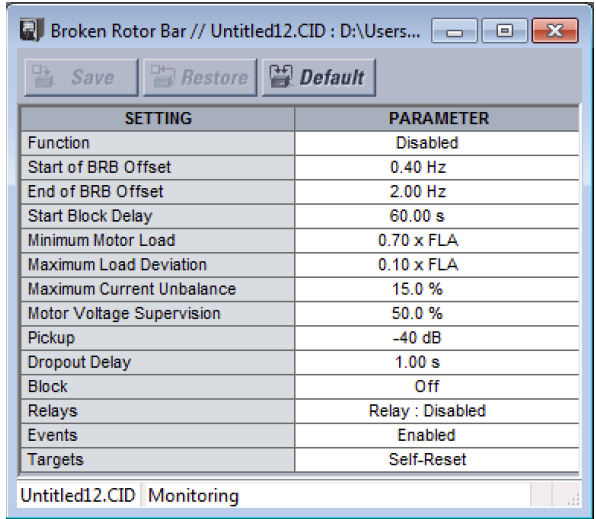 Broken Rotor Bar // Untitled12.CID : D:\Users...
Save Restore Default
SETTING PARAMETER
Function Disabled
Start of BRB Offset 0.40 Hz
End of BRB Offset 2.00 Hz
Start Block Delay 60.00 s
Minimum Motor Load 0.70 x FLA
Maximum Load Deviation 0.10 x FLA
Maximum Current Unbalance 15.0 %
Motor Voltage Supervision 50.0 %
Pickup -40 dB
Dropout Delay 1.00 s
Block Off
Relays Relay : Disabled
Events Enabled
Targets Self-Reset
Untitled12.CID Monitoring